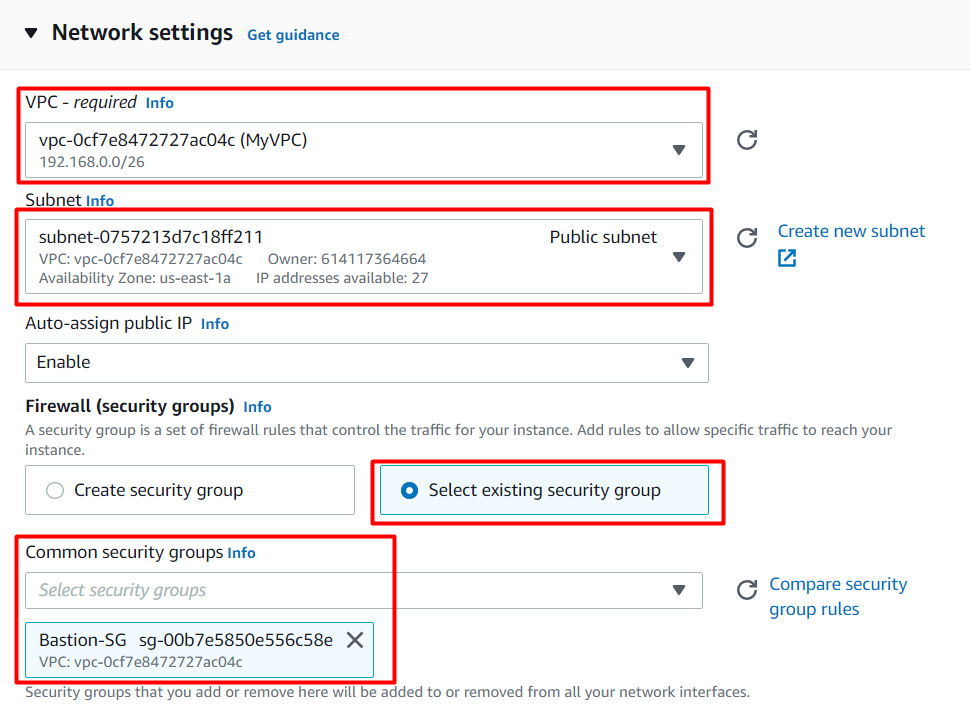 Network settings Get guidance
VPC - required Info
vpc-0cf7e8472727ac04c (MyVPC)
192.168.0.0/26
Subnet Info
subnet-0757213d7c18ff211 Public subnet
VPC: vpc-0cf7e8472727ac04c Owner: 614117364664
Availability Zone: us-east-1a IP addresses available: 27
Create new subnet
Auto-assign public IP Info
Enable
Firewall (security groups) Info
A security group is a set of firewall rules that control the traffic for your instance. Add rules to allow specific traffic to reach your
instance.
Create security group
Select existing security group
Common security groups Info
Select security groups
Compare security
group rules
Bastion-SG sg-00b7e5850e556c58e
VPC: vpc-0cf7e8472727ac04c
Security groups that you add or remove here will be added to or removed from all your network interfaces.